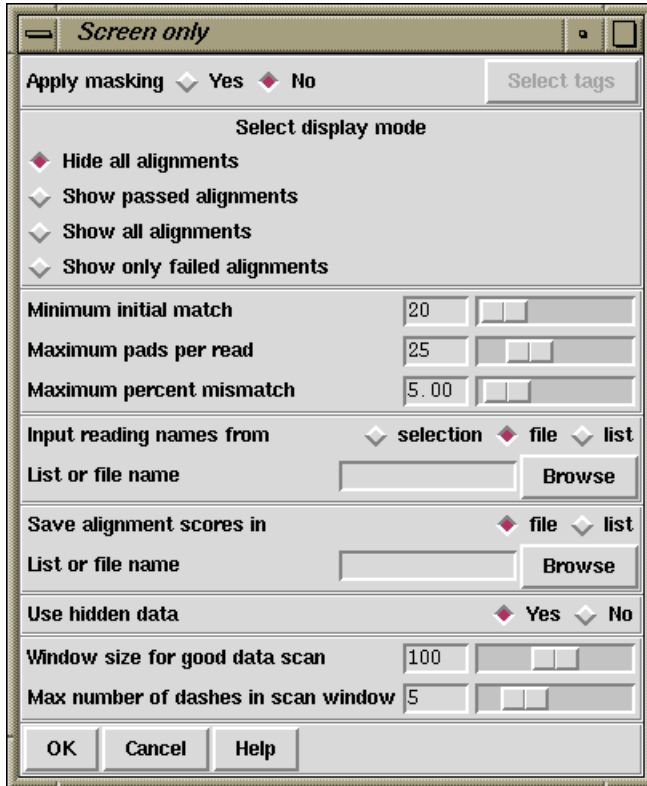 Screen only
Apply masking Yes No Select tags
Select display mode
Hide all alignments
Show passed alignments
Show all alignments
Show only failed alignments
Minimum initial match 20
Maximum pads per read 25
Maximum percent mismatch 5.00
Input reading names from selection file list
List or file name Browse
Save alignment scores in file list
List or file name Browse
Use hidden data Yes No
Window size for good data scan 100
Max number of dashes in scan window 5
OK Cancel Help